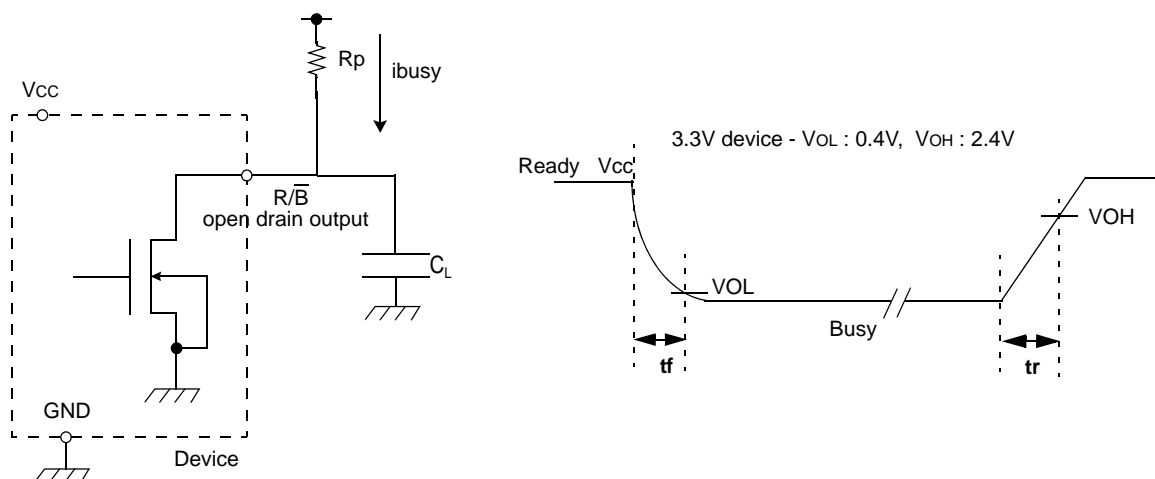 Rp
ibusy
VCC
R/B̅
open drain output
CL
GND
Device
3.3V device - VOL : 0.4V, VOH : 2.4V
Ready Vcc
VOH
VOL
Busy
tf
tr